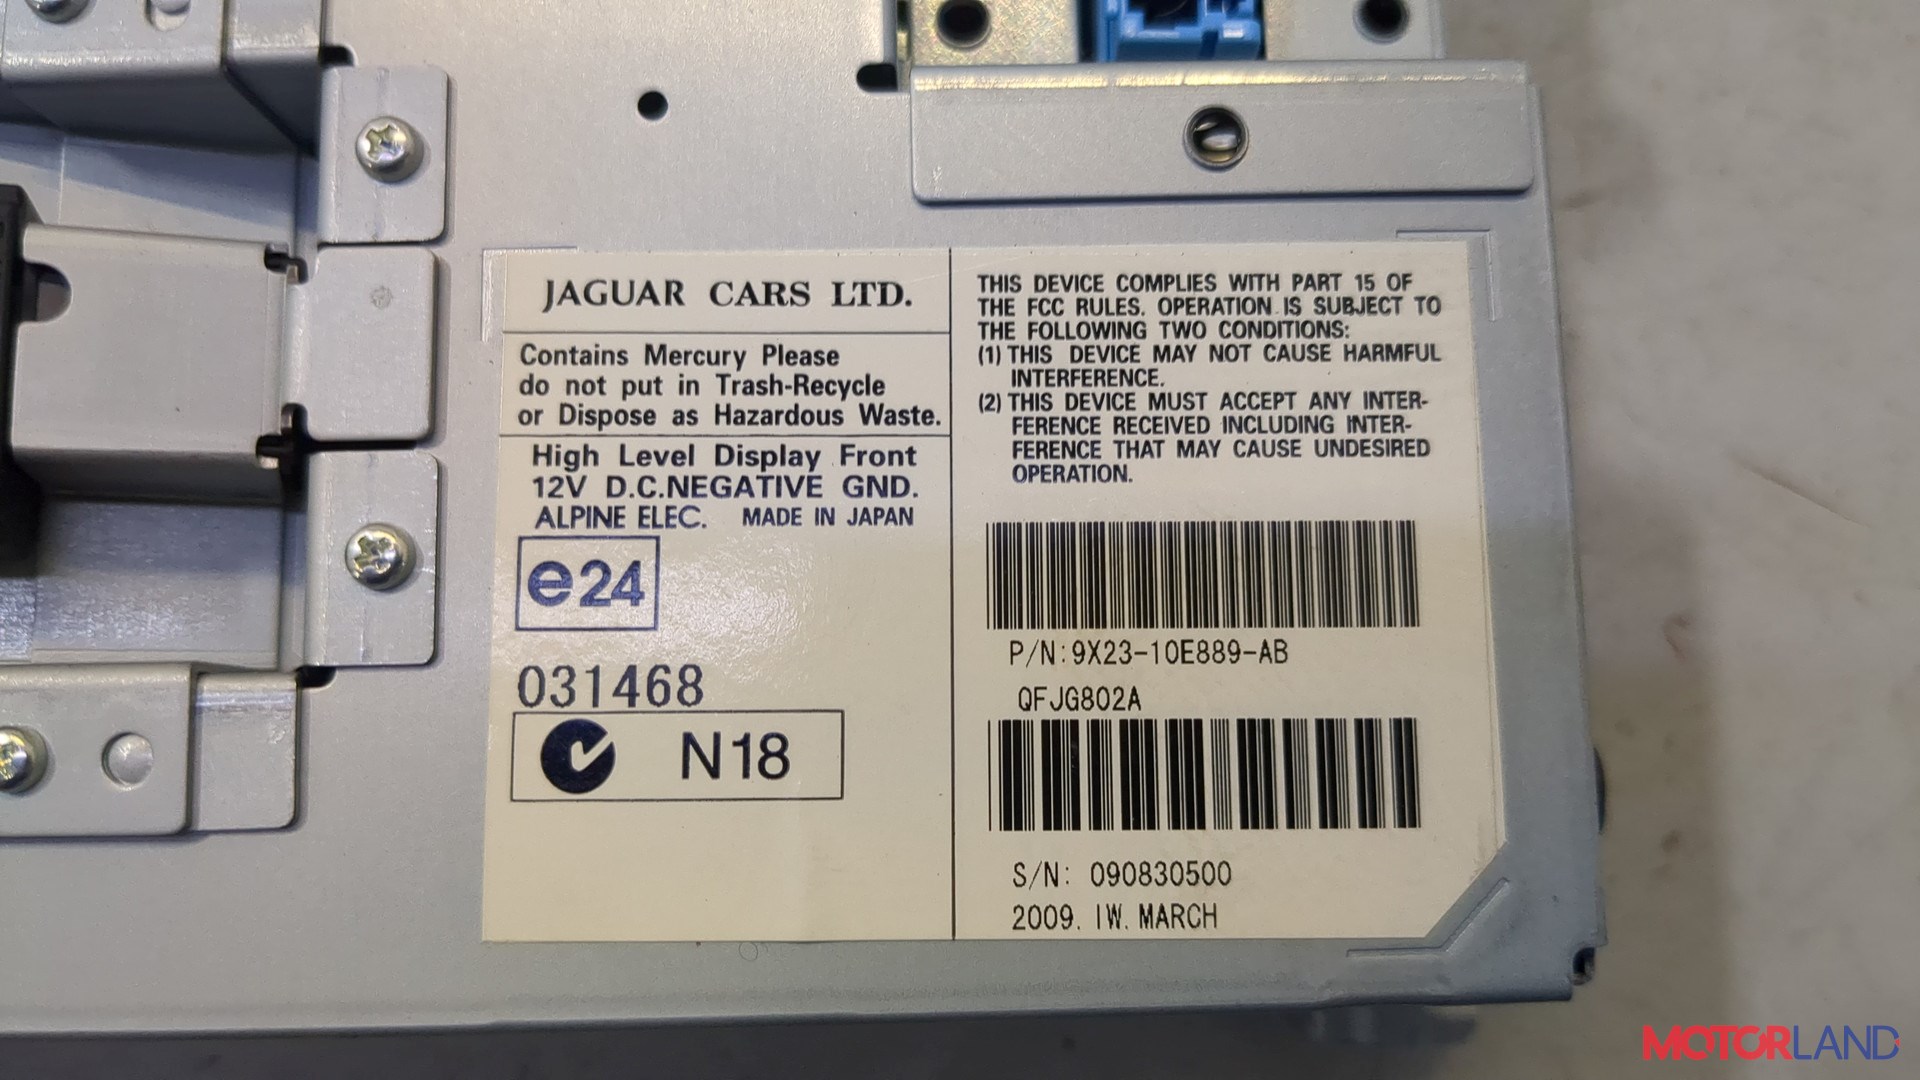 JAGUAR CARS LTD.
Contains Mercury Please
do not put in Trash-Recycle
or Dispose as Hazardous Waste.
High Level Display Front
12V D.C.NEGATIVE GND.
ALPINE ELEC. MADE IN JAPAN
e24
031468
N18
THIS DEVICE COMPLIES WITH PART 15 OF
THE FCC RULES. OPERATION IS SUBJECT TO
THE FOLLOWING TWO CONDITIONS:
(1) THIS DEVICE MAY NOT CAUSE HARMFUL
INTERFERENCE.
(2) THIS DEVICE MUST ACCEPT ANY INTER-
FERENCE RECEIVED INCLUDING INTER-
FERENCE THAT MAY CAUSE UNDESIRED
OPERATION.
P/N:9X23-10E889-AB
QFJG802A
S/N: 090830500
2009. 1W. MARCH
MOTORLAND